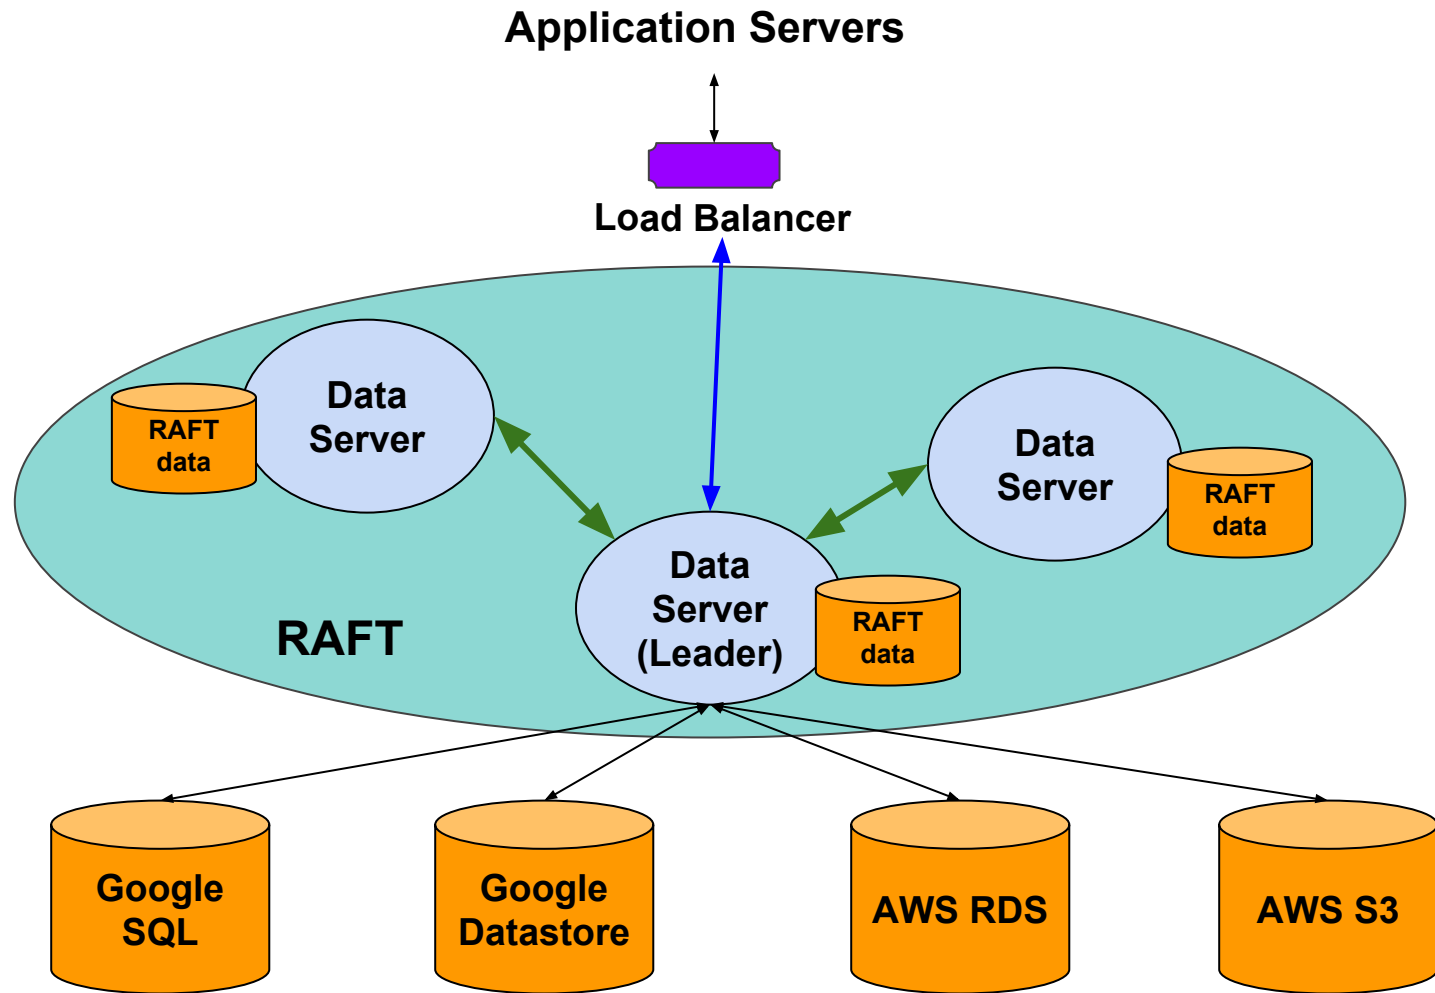 Application Servers
Load Balancer
Data
Server
RAFT
data
Data
Server
RAFT
data
Data
Server
(Leader)
RAFT
data
RAFT
Google
SQL
Google
Datastore
AWS RDS
AWS S3